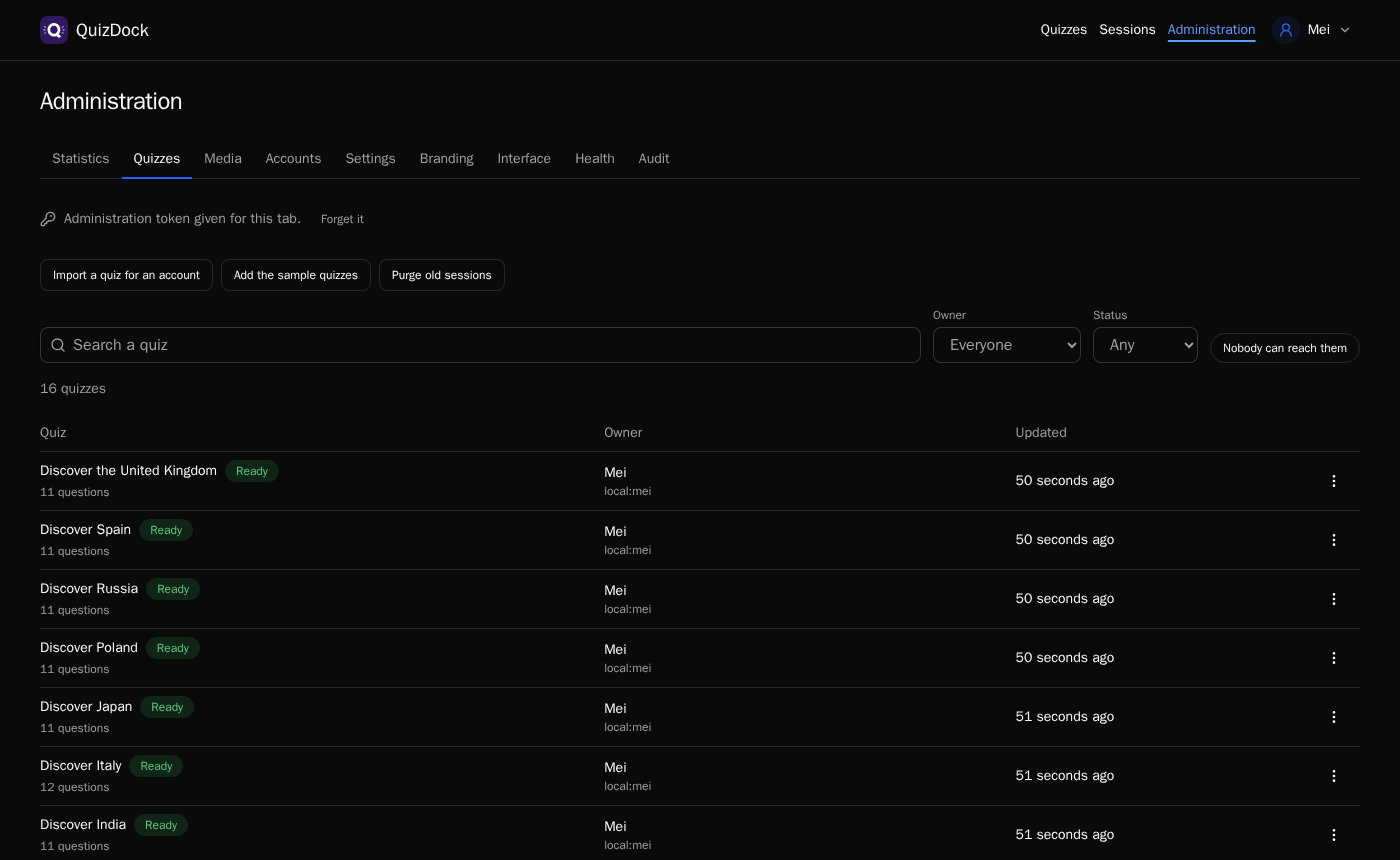 QuizDock
Quizzes Sessions Administration Mei
Administration
Statistics Quizzes Media Accounts Settings Branding Interface Health Audit
Administration token given for this tab. Forget it
Import a quiz for an account Add the sample quizzes Purge old sessions
Owner Status
Search a quiz Everyone Any Nobody can reach them
16 quizzes
Quiz Owner Updated
Discover the United Kingdom Ready Mei 50 seconds ago
11 questions local:mei
Discover Spain Ready Mei 50 seconds ago
11 questions local:mei
Discover Russia Ready Mei 50 seconds ago
11 questions local:mei
Discover Poland Ready Mei 50 seconds ago
11 questions local:mei
Discover Japan Ready Mei 51 seconds ago
11 questions local:mei
Discover Italy Ready Mei 51 seconds ago
12 questions local:mei
Discover India Ready Mei 51 seconds ago
11 questions local:mei